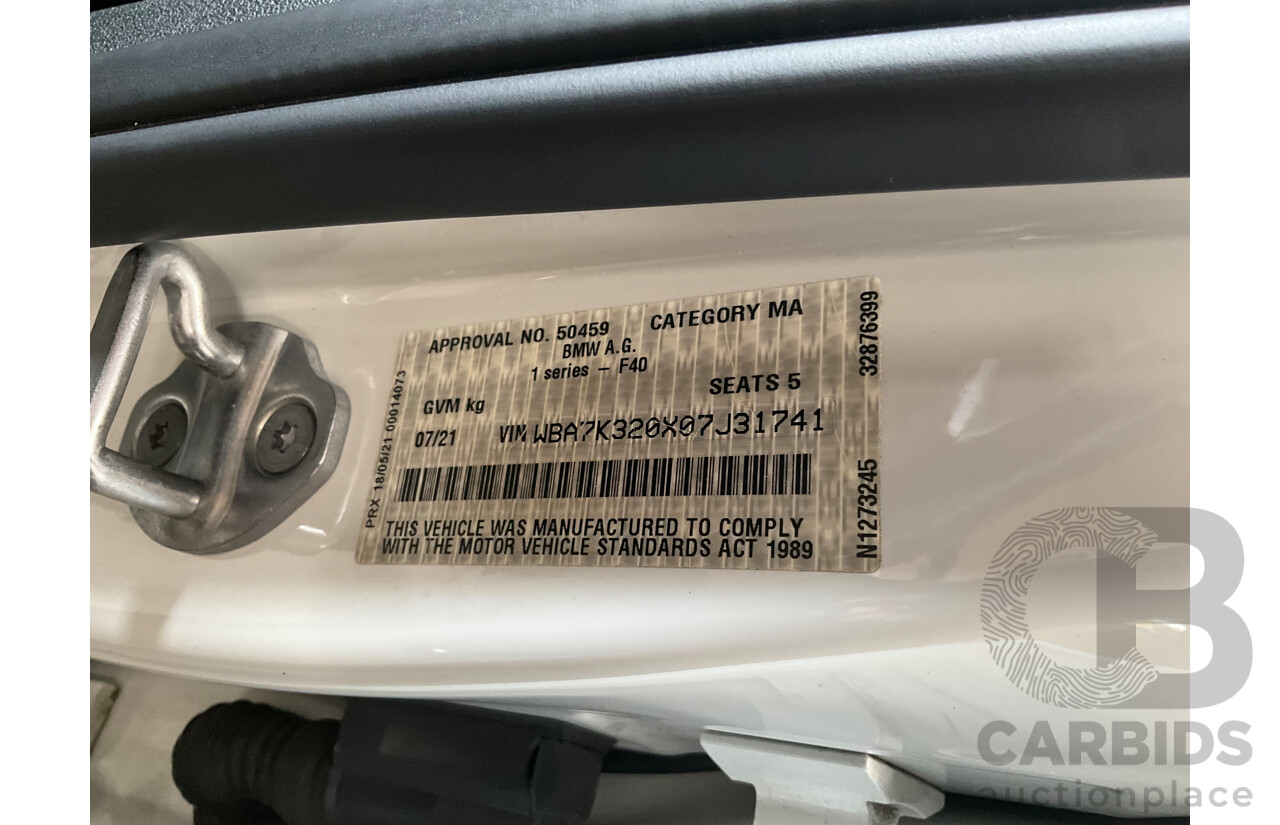 APPROVAL NO. 50459 CATEGORY MA
BMW A.G.
1 series – F40
SEATS 5
GVM kg
07/21 VIN WBA7K320X07J31741
THIS VEHICLE WAS MANUFACTURED TO COMPLY
WITH THE MOTOR VEHICLE STANDARDS ACT 1989
PRX 18/05/21 00014073
32876399
N1273245
CB
CARBIDS
auctionplace